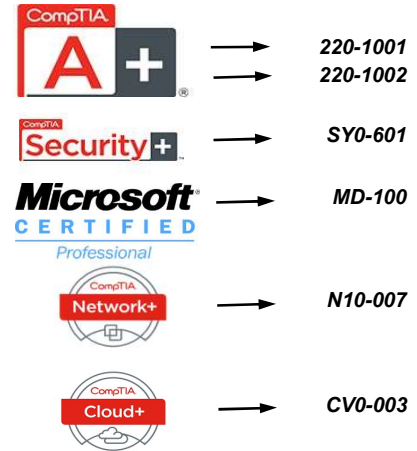 CompTIA.
A+ 220-1001
220-1002
CompTIA
Security+ SY0-601
Microsoft MD-100
CERTIFIED
Professional
CompTIA
Network+ N10-007
CompTIA
Cloud+ CV0-003